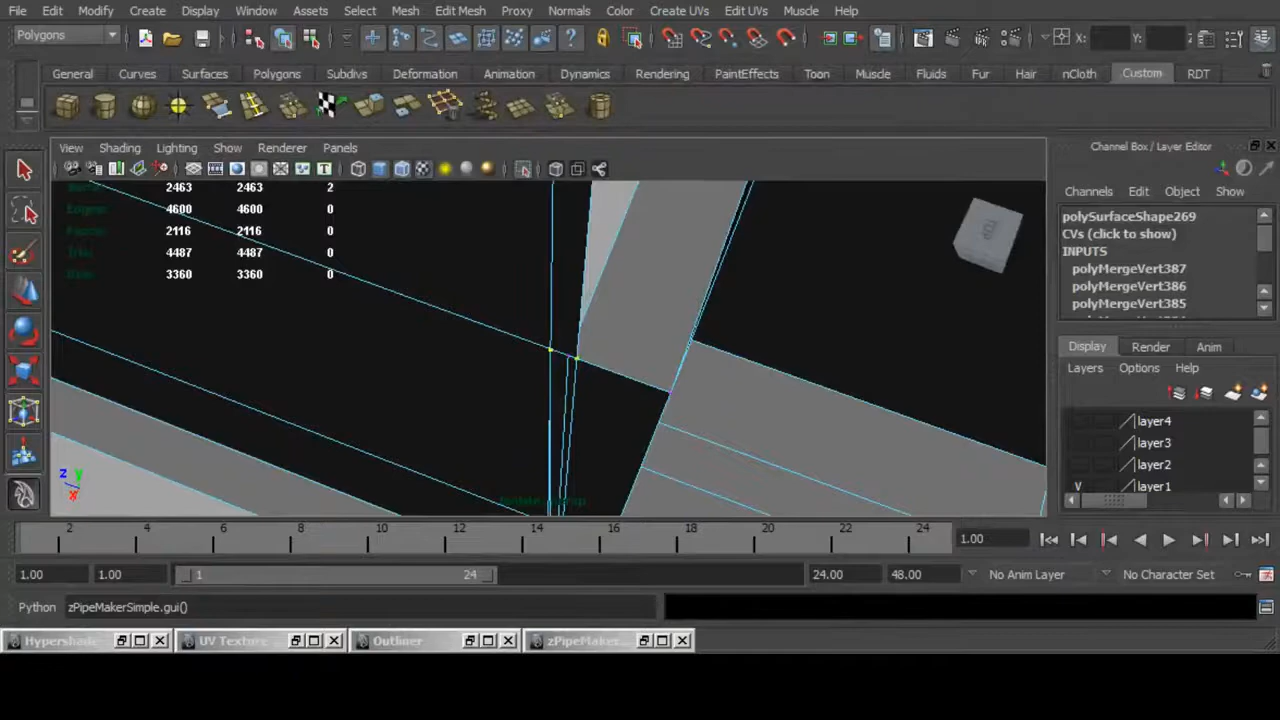 File Edit Modify Create Display Window Assets Select Mesh Edit Mesh Proxy Normals Color Create UVs Edit UVs Muscle Help
Polygons X: Y: Z
General Curves Surfaces Polygons Subdivs Deformation Animation Dynamics Rendering PaintEffects Toon Muscle Fluids Fur Hair nCloth Custom RDT
View Shading Lighting Show Renderer Panels
Channel Box / Layer Editor
Channels Edit Object Show
2463 2463 2
Edges: 4600 4600 0
2116 2116 0
Tris: 4487 4487 0
3360 3360 0
TOP
polySurfaceShape269
CVs (click to show)
INPUTS
polyMergeVert387
polyMergeVert386
polyMergeVert385
Display Render Anim
Layers Options Help
layer4
layer3
layer2
V layer1
z y
x
2 4 6 8 10 12 14 16 18 20 22 24
1.00
1.00 1.00 1 24 24.00 48.00 No Anim Layer No Character Set
Python zPipeMakerSimple.gui()
Hypershade UV Texture Outliner zPipeMaker...